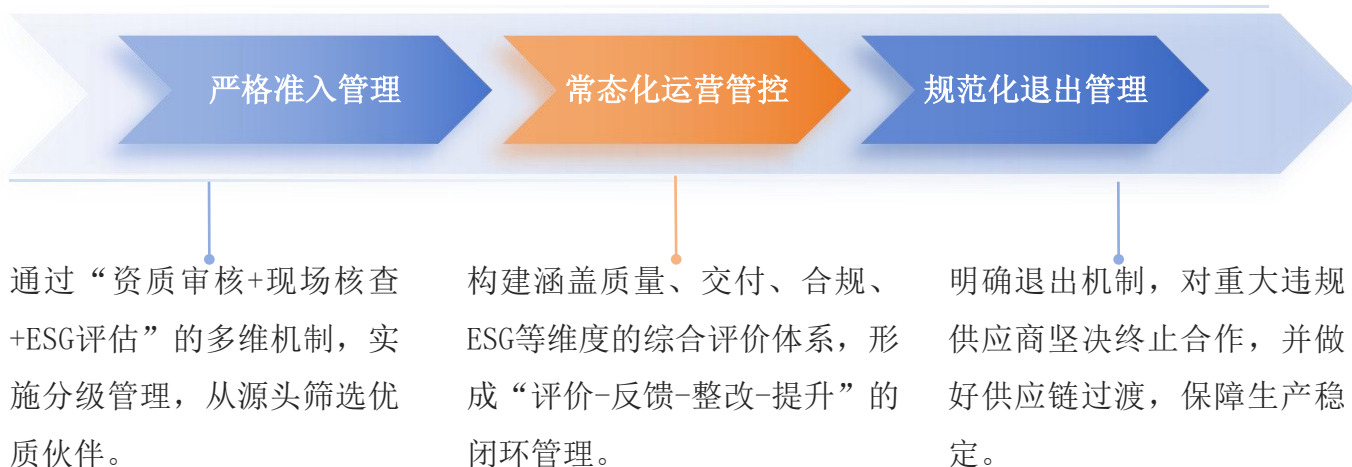 严格准入管理
常态化运营管控
规范化退出管理
通过“资质审核+现场核查
+ESG评估”的多维机制，实
施分级管理，从源头筛选优
质伙伴。
构建涵盖质量、交付、合规、
ESG等维度的综合评价体系，形
成“评价-反馈-整改-提升”的
闭环管理。
明确退出机制，对重大违规
供应商坚决终止合作，并做
好供应链过渡，保障生产稳
定。